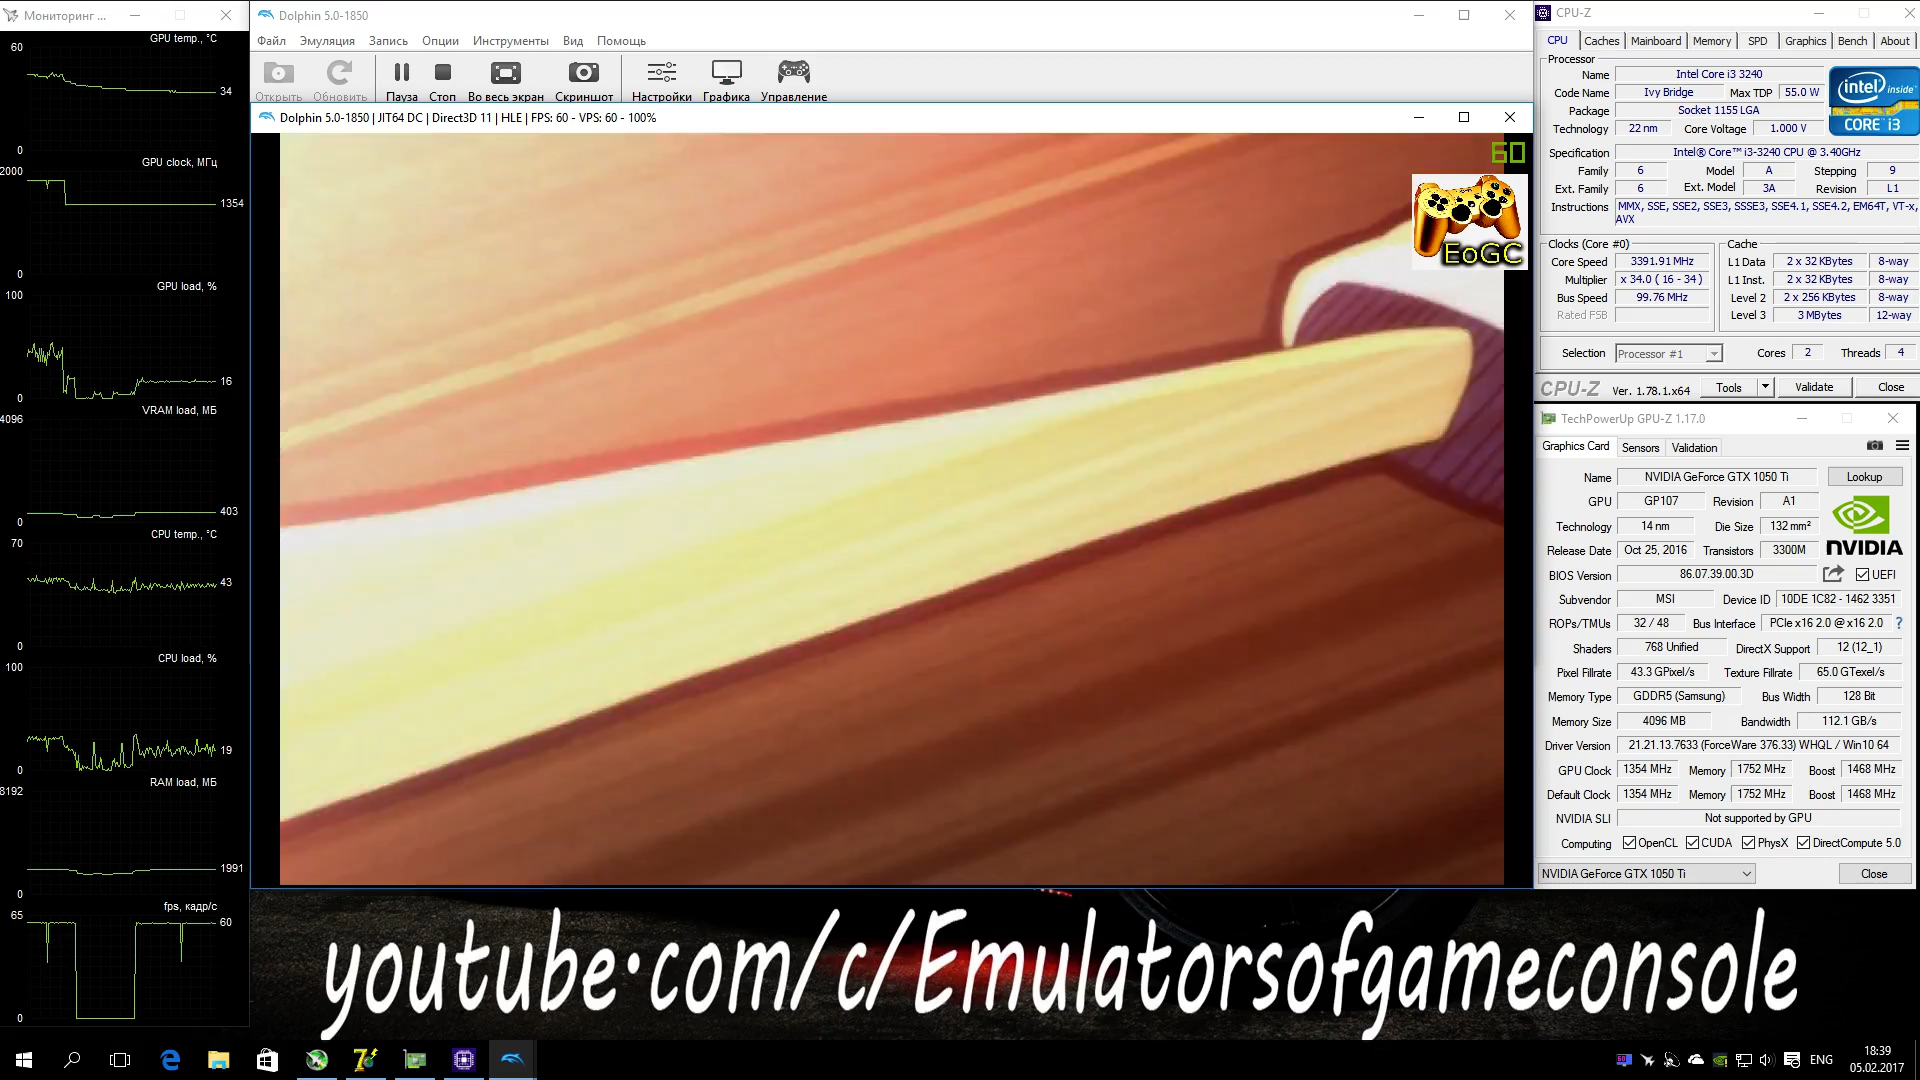 Мониторинг ...
GPU temp., °C
60
34
0
GPU clock, МГц
2000
1354
0
GPU load, %
100
16
0
VRAM load, МБ
4096
403
0
CPU temp., °C
70
43
0
CPU load, %
100
19
0
RAM load, МБ
8192
1991
0
fps, кадр/с
65
60
0
Dolphin 5.0-1850
Файл Эмуляция Запись Опции Инструменты Вид Помощь
Открыть Обновить Пауза Стоп Во весь экран Скриншот Настройки Графика Управление
Dolphin 5.0-1850 | JIT64 DC | Direct3D 11 | HLE | FPS: 60 - VPS: 60 - 100%
60
EoGC
CPU-Z
CPU Caches Mainboard Memory SPD Graphics Bench About
Processor
Name Intel Core i3 3240
Code Name Ivy Bridge Max TDP 55.0 W
Package Socket 1155 LGA
Technology 22 nm Core Voltage 1.000 V
intel inside™
CORE i3
Specification Intel® Core™ i3-3240 CPU @ 3.40GHz
Family 6 Model A Stepping 9
Ext. Family 6 Ext. Model 3A Revision L1
Instructions MMX, SSE, SSE2, SSE3, SSSE3, SSE4.1, SSE4.2, EM64T, VT-x,
AVX
Clocks (Core #0)
Core Speed 3391.91 MHz
Multiplier x 34.0 ( 16 - 34 )
Bus Speed 99.76 MHz
Rated FSB
Cache
L1 Data 2 x 32 KBytes 8-way
L1 Inst. 2 x 32 KBytes 8-way
Level 2 2 x 256 KBytes 8-way
Level 3 3 MBytes 12-way
Selection Processor #1 Cores 2 Threads 4
CPU-Z Ver. 1.78.1.x64 Tools Validate Close
TechPowerUp GPU-Z 1.17.0
Graphics Card Sensors Validation
Name NVIDIA GeForce GTX 1050 Ti Lookup
GPU GP107 Revision A1
Technology 14 nm Die Size 132 mm²
Release Date Oct 25, 2016 Transistors 3300M
NVIDIA
BIOS Version 86.07.39.00.3D UEFI
Subvendor MSI Device ID 10DE 1C82 - 1462 3351
ROPs/TMUs 32 / 48 Bus Interface PCIe x16 2.0 @ x16 2.0 ?
Shaders 768 Unified DirectX Support 12 (12_1)
Pixel Fillrate 43.3 GPixel/s Texture Fillrate 65.0 GTexel/s
Memory Type GDDR5 (Samsung) Bus Width 128 Bit
Memory Size 4096 MB Bandwidth 112.1 GB/s
Driver Version 21.21.13.7633 (ForceWare 376.33) WHQL / Win10 64
GPU Clock 1354 MHz Memory 1752 MHz Boost 1468 MHz
Default Clock 1354 MHz Memory 1752 MHz Boost 1468 MHz
NVIDIA SLI Not supported by GPU
Computing OpenCL CUDA PhysX DirectCompute 5.0
NVIDIA GeForce GTX 1050 Ti Close
youtube.com/c/Emulatorsofgameconsole
ENG
18:39
05.02.2017